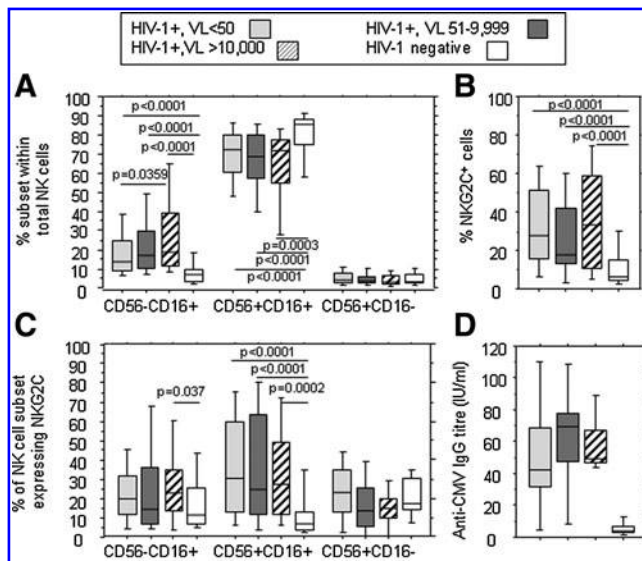 HIV-1+, VL<50
HIV-1+, VL 51-9,999
HIV-1+,VL >10,000
HIV-1 negative
A
% subset within
total NK cells
100
90
80
70
60
50
40
30
20
10
0
p<0.0001
p<0.0001
p<0.0001
p=0.0359
p=0.0003
p<0.0001
p<0.0001
CD56-CD16+
CD56+CD16+
CD56+CD16-
B
% NKG2C+ cells
100
80
60
40
20
0
p<0.0001
p<0.0001
p<0.0001
C
% of NK cell subset
expressing NKG2C
100
90
80
70
60
50
40
30
20
10
0
p=0.037
p<0.0001
p<0.0001
p=0.0002
CD56-CD16+
CD56+CD16+
CD56+CD16-
D
Anti-CMV IgG titre (IU/ml)
120
100
80
60
40
20
0